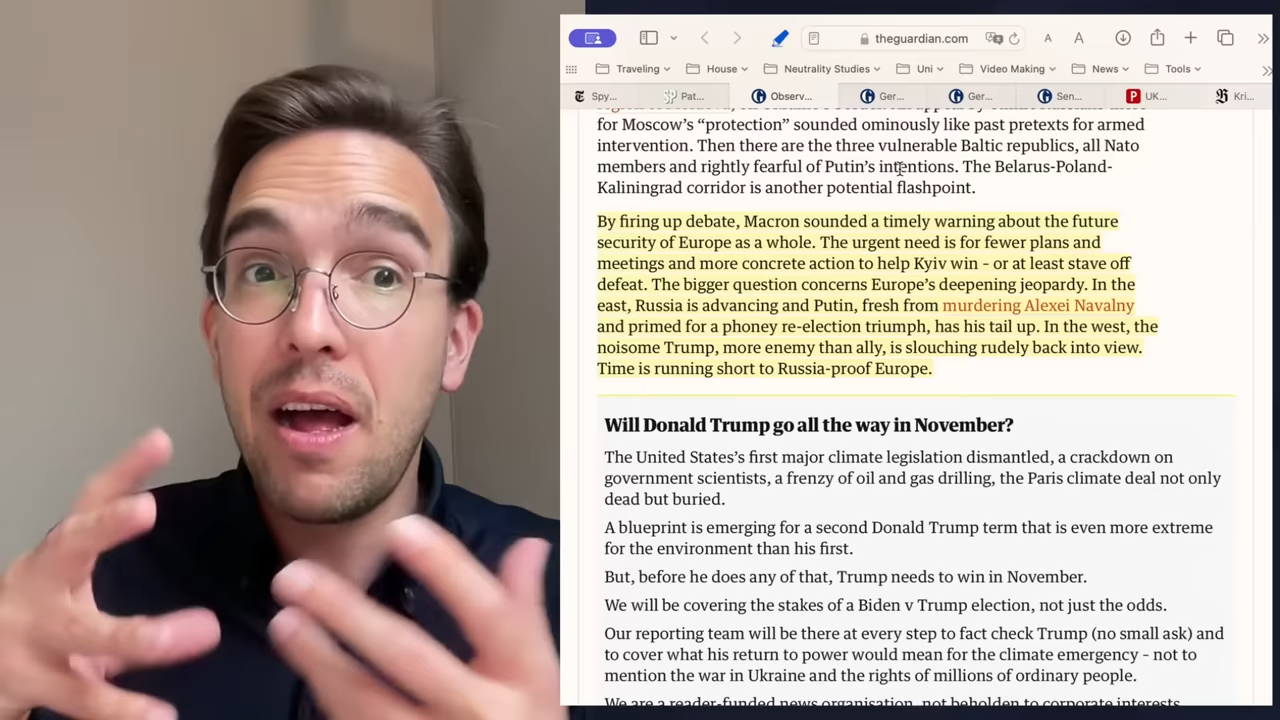 theguardian.com
A A
Traveling House Neutrality Studies Uni Video Making News Tools
Spy... Pat... Observ... Ger... Ger... Sen... UK... Kri...
for Moscow's “protection” sounded ominously like past pretexts for armed
intervention. Then there are the three vulnerable Baltic republics, all Nato
members and rightly fearful of Putin's intentions. The Belarus-Poland-
Kaliningrad corridor is another potential flashpoint.
By firing up debate, Macron sounded a timely warning about the future
security of Europe as a whole. The urgent need is for fewer plans and
meetings and more concrete action to help Kyiv win – or at least stave off
defeat. The bigger question concerns Europe's deepening jeopardy. In the
east, Russia is advancing and Putin, fresh from murdering Alexei Navalny
and primed for a phoney re-election triumph, has his tail up. In the west, the
noisome Trump, more enemy than ally, is slouching rudely back into view.
Time is running short to Russia-proof Europe.
Will Donald Trump go all the way in November?
The United States's first major climate legislation dismantled, a crackdown on
government scientists, a frenzy of oil and gas drilling, the Paris climate deal not only
dead but buried.
A blueprint is emerging for a second Donald Trump term that is even more extreme
for the environment than his first.
But, before he does any of that, Trump needs to win in November.
We will be covering the stakes of a Biden v Trump election, not just the odds.
Our reporting team will be there at every step to fact check Trump (no small ask) and
to cover what his return to power would mean for the climate emergency – not to
mention the war in Ukraine and the rights of millions of ordinary people.
We are a reader-funded news organisation, not beholden to corporate interests